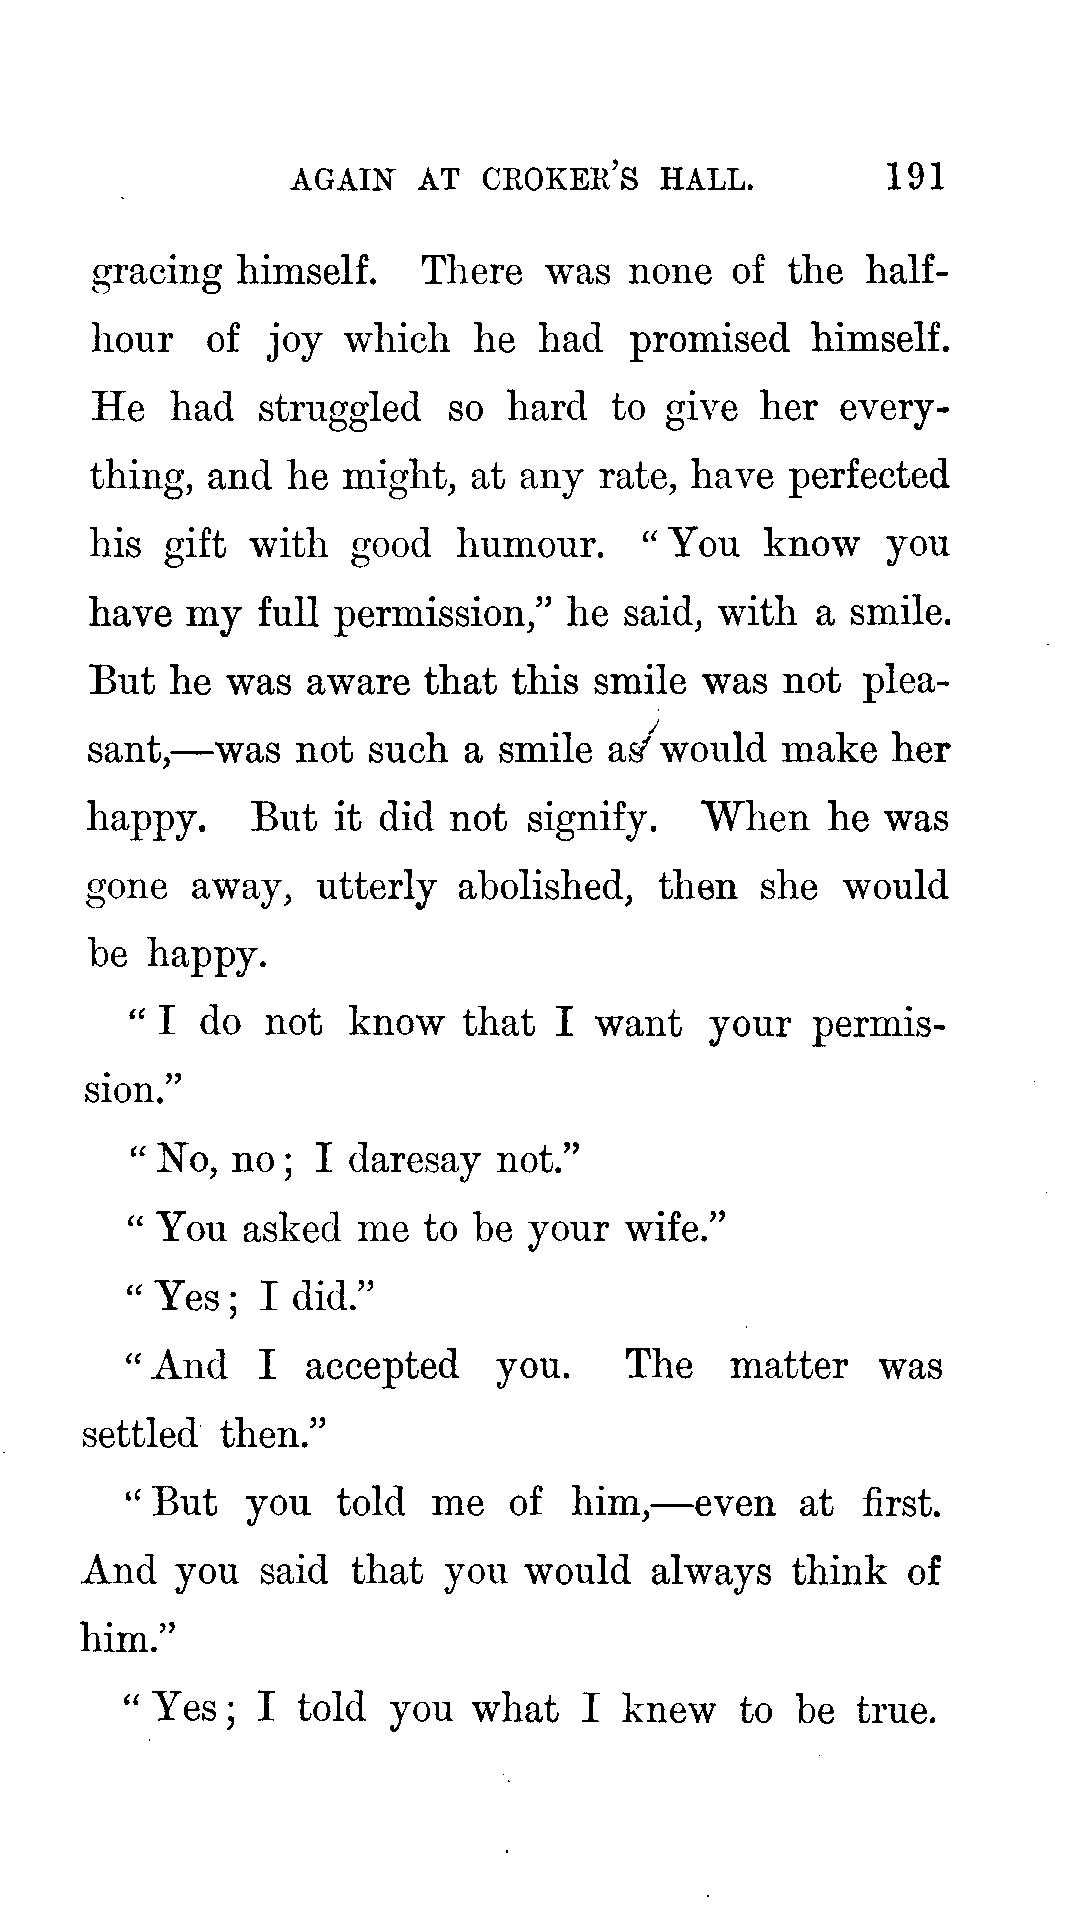 AGAIN AT CROKER'S HALL. 191
gracing himself. There was none of the half-
hour of joy which he had promised himself.
He had struggled so hard to give her every-
thing, and he might, at any rate, have perfected
his gift with good humour. “ You know you
have my full permission,” he said, with a smile.
But he was aware that this smile was not plea-
sant,—was not such a smile as would make her
happy. But it did not signify. When he was
gone away, utterly abolished, then she would
be happy.
“ I do not know that I want your permis-
sion.”
“ No, no ; I daresay not.”
“ You asked me to be your wife.”
“ Yes ; I did.”
“ And I accepted you. The matter was
settled then.”
“ But you told me of him,—even at first.
And you said that you would always think of
him.”
“ Yes ; I told you what I knew to be true.